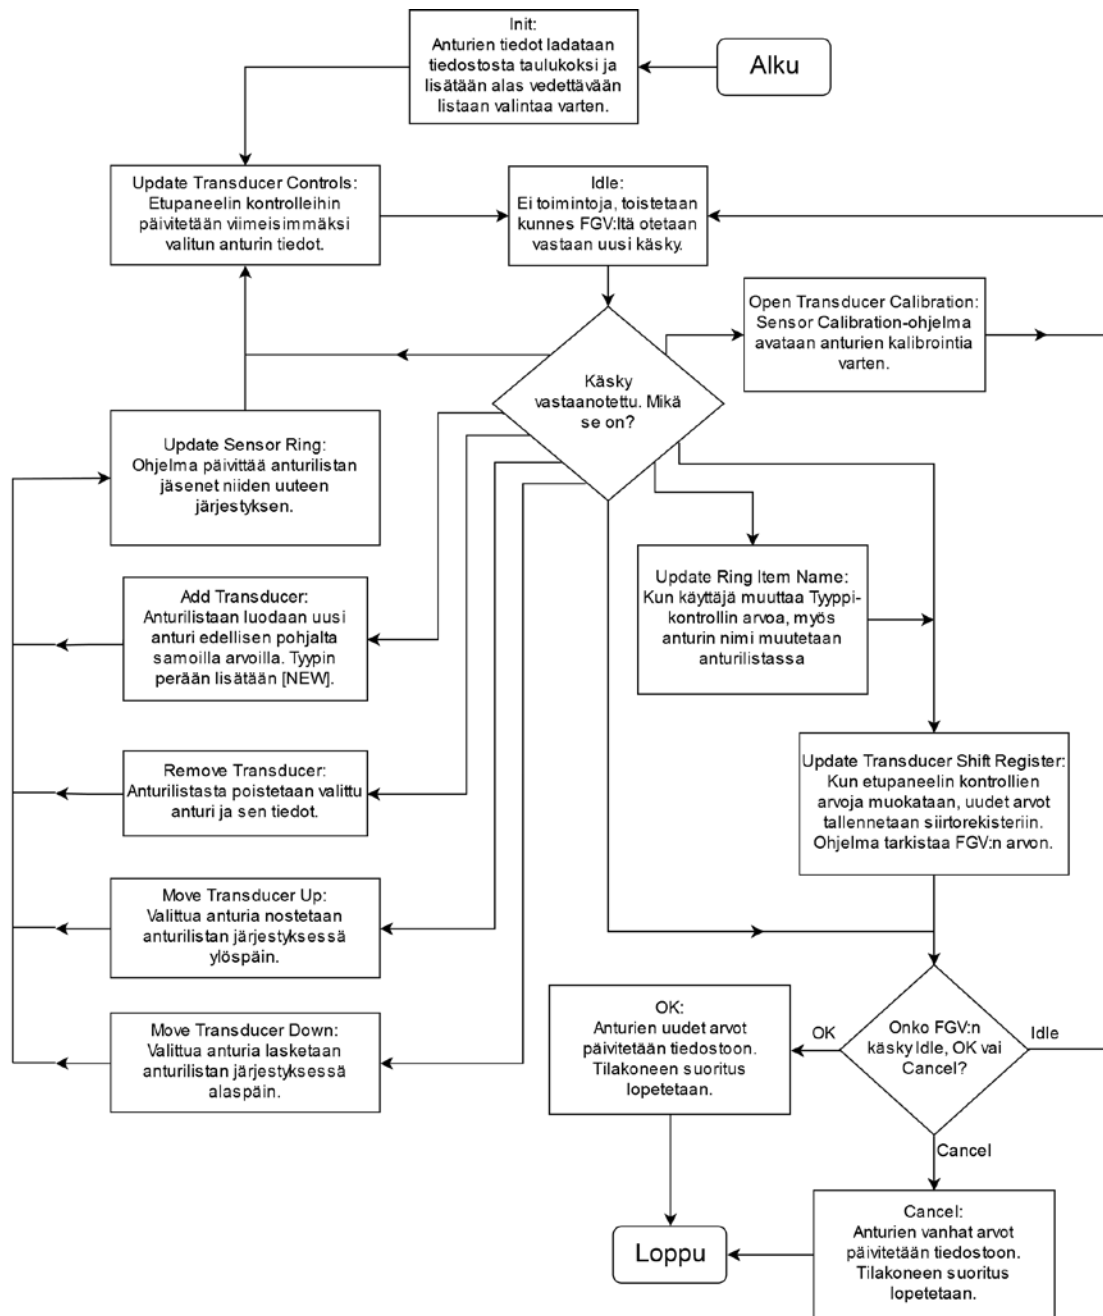 Init:
Anturien tiedot ladataan
tiedostosta taulukoksi ja
lisätään alas vedettävään
listaan valintaa varten.
Alku
Update Transducer Controls:
Etupaneelin kontrolleihin
päivitetään viimeisimmäksi
valitun anturin tiedot.
Idle:
Ei toimintoja, toistetaan
kunnes FGV:ltä otetaan
vastaan uusi käsky.
Open Transducer Calibration:
Sensor Calibration-ohjelma
avataan anturien kalibrointia
varten.
Käsky
vastaanotettu. Mikä
se on?
Update Sensor Ring:
Ohjelma päivittää anturilistan
jäsenet niiden uuteen
järjestyksen.
Update Ring Item Name:
Kun käyttäjä muuttaa Tyyppi-
kontrollin arvoa, myös
anturin nimi muutetaan
anturilistassa
Add Transducer:
Anturilistaan luodaan uusi
anturi edellisen pohjalta
samoilla arvoilla. Tyypin
perään lisätään [NEW].
Remove Transducer:
Anturilistasta poistetaan valittu
anturi ja sen tiedot.
Update Transducer Shift Register:
Kun etupaneelin kontrollien
arvoja muokataan, uudet arvot
tallennetaan siirtorekisteriin.
Ohjelma tarkistaa FGV:n arvon.
Move Transducer Up:
Valittua anturia nostetaan
anturilistan järjestyksessä
ylöspäin.
Move Transducer Down:
Valittua anturia lasketaan
anturilistan järjestyksessä
alaspäin.
OK:
Anturien uudet arvot
päivitetään tiedostoon.
Tilakoneen suoritus
lopetetaan.
OK
Onko FGV:n
käsky Idle, OK vai
Cancel?
Idle
Cancel
Cancel:
Anturien vanhat arvot
päivitetään tiedostoon.
Tilakoneen suoritus
lopetetaan.
Loppu